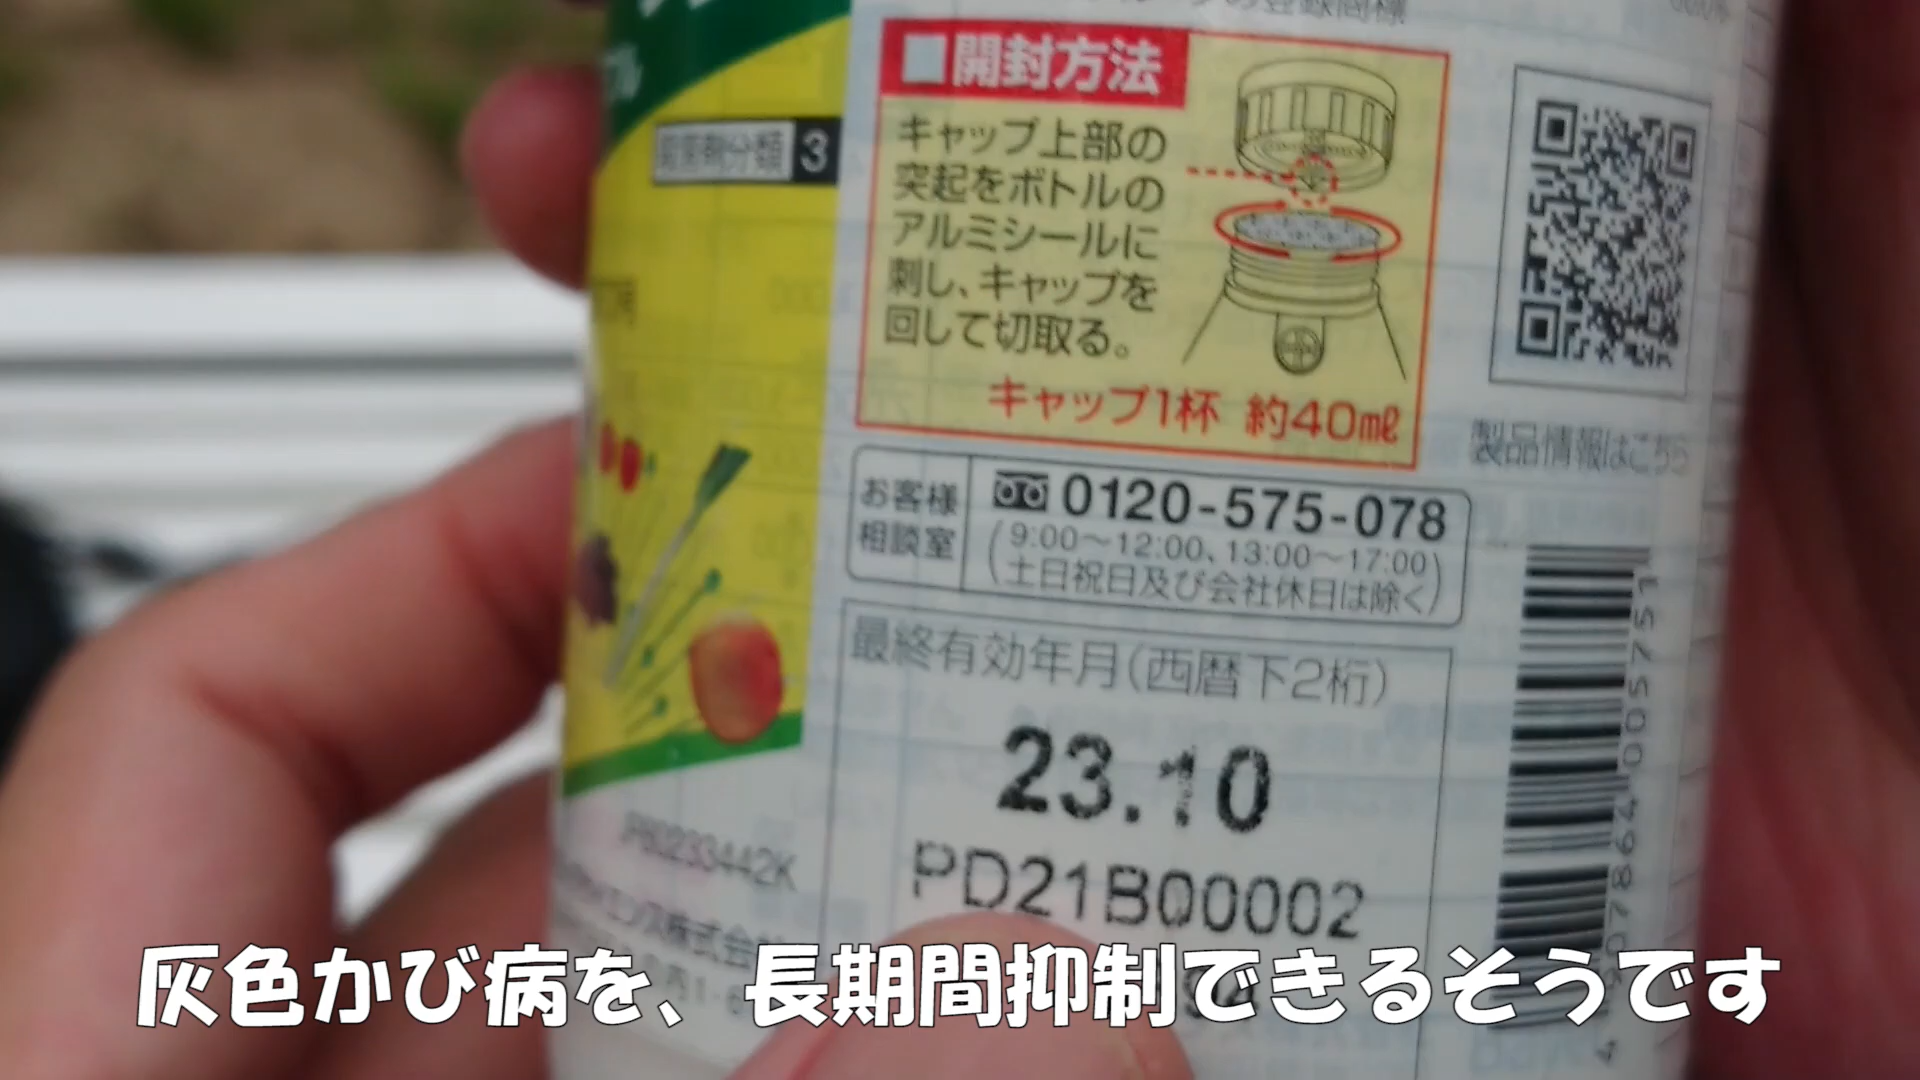 の登録商標
殺菌剤分類 3
■開封方法
キャップ上部の
突起をボトルの
アルミシールに
刺し、キャップを
回して切取る。
キャップ1杯 約40mℓ
製品情報はこちら
お客様
相談室
0120-575-078
(9:00〜12:00、13:00〜17:00)
(土日祝日及び会社休日は除く)
最終有効年月(西暦下2桁)
23.10
PD21B00002
灰色かび病を、長期間抑制できるそうです